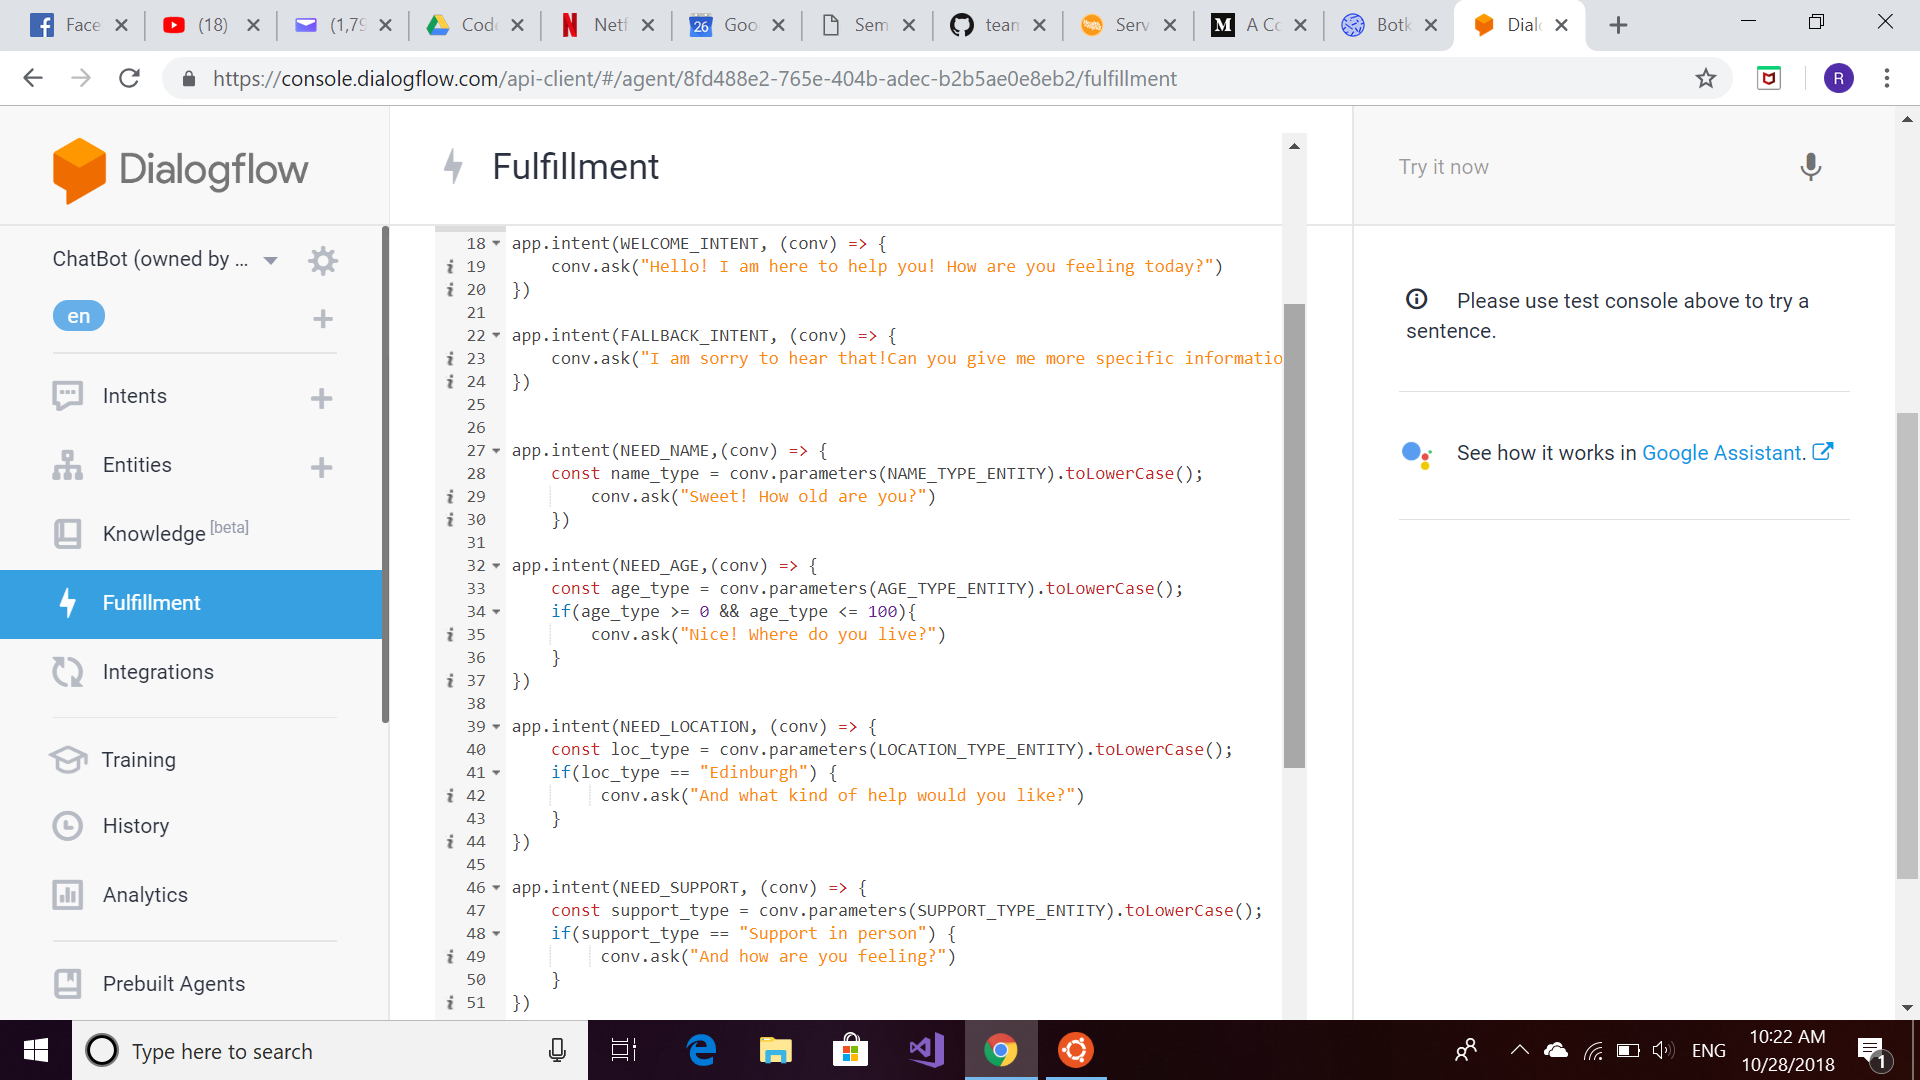 Face
(18)
(1,79
Code
Netf
26
Goo
Sem
team
Serv
M
A Co
Botk
Dialo
https://console.dialogflow.com/api-client/#/agent/8fd488e2-765e-404b-adec-b2b5ae0e8eb2/fulfillment
R
Dialogflow
Fulfillment
Try it now
ChatBot (owned by ...
en
Intents
Entities
Knowledge [beta]
Fulfillment
Integrations
Training
History
Analytics
Prebuilt Agents
18 app.intent(WELCOME_INTENT, (conv) => {
i 19 conv.ask("Hello! I am here to help you! How are you feeling today?")
i 20 })
21
22 app.intent(FALLBACK_INTENT, (conv) => {
i 23 conv.ask("I am sorry to hear that!Can you give me more specific informatio
i 24 })
25
26
27 app.intent(NEED_NAME,(conv) => {
28 const name_type = conv.parameters(NAME_TYPE_ENTITY).toLowerCase();
i 29 conv.ask("Sweet! How old are you?")
i 30 })
31
32 app.intent(NEED_AGE,(conv) => {
33 const age_type = conv.parameters(AGE_TYPE_ENTITY).toLowerCase();
34 if(age_type >= 0 && age_type <= 100){
i 35 conv.ask("Nice! Where do you live?")
36 }
i 37 })
38
39 app.intent(NEED_LOCATION, (conv) => {
40 const loc_type = conv.parameters(LOCATION_TYPE_ENTITY).toLowerCase();
41 if(loc_type == "Edinburgh") {
i 42 conv.ask("And what kind of help would you like?")
43 }
i 44 })
45
46 app.intent(NEED_SUPPORT, (conv) => {
47 const support_type = conv.parameters(SUPPORT_TYPE_ENTITY).toLowerCase();
48 if(support_type == "Support in person") {
i 49 conv.ask("And how are you feeling?")
50 }
i 51 })
Please use test console above to try a
sentence.
See how it works in Google Assistant.
Type here to search
ENG
10:22 AM
10/28/2018
1